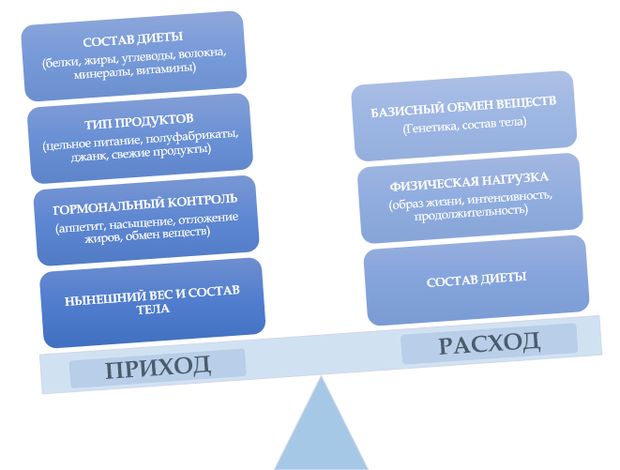 СОСТАВ ДИЕТЫ
(белки, жиры, углеводы, волокна,
минералы, витамины)
ТИП ПРОДУКТОВ
(цельное питание, полуфабрикаты,
джанк, свежие продукты)
ГОРМОНАЛЬНЫЙ КОНТРОЛЬ
(аппетит, насыщение, отложение
жиров, обмен веществ)
НЫНЕШНИЙ ВЕС И СОСТАВ
ТЕЛА
ПРИХОД
БАЗИСНЫЙ ОБМЕН ВЕЩЕСТВ
(Генетика, состав тела)
ФИЗИЧЕСКАЯ НАГРУЗКА
(образ жизни, интенсивность,
продолжительность)
СОСТАВ ДИЕТЫ
РАСХОД